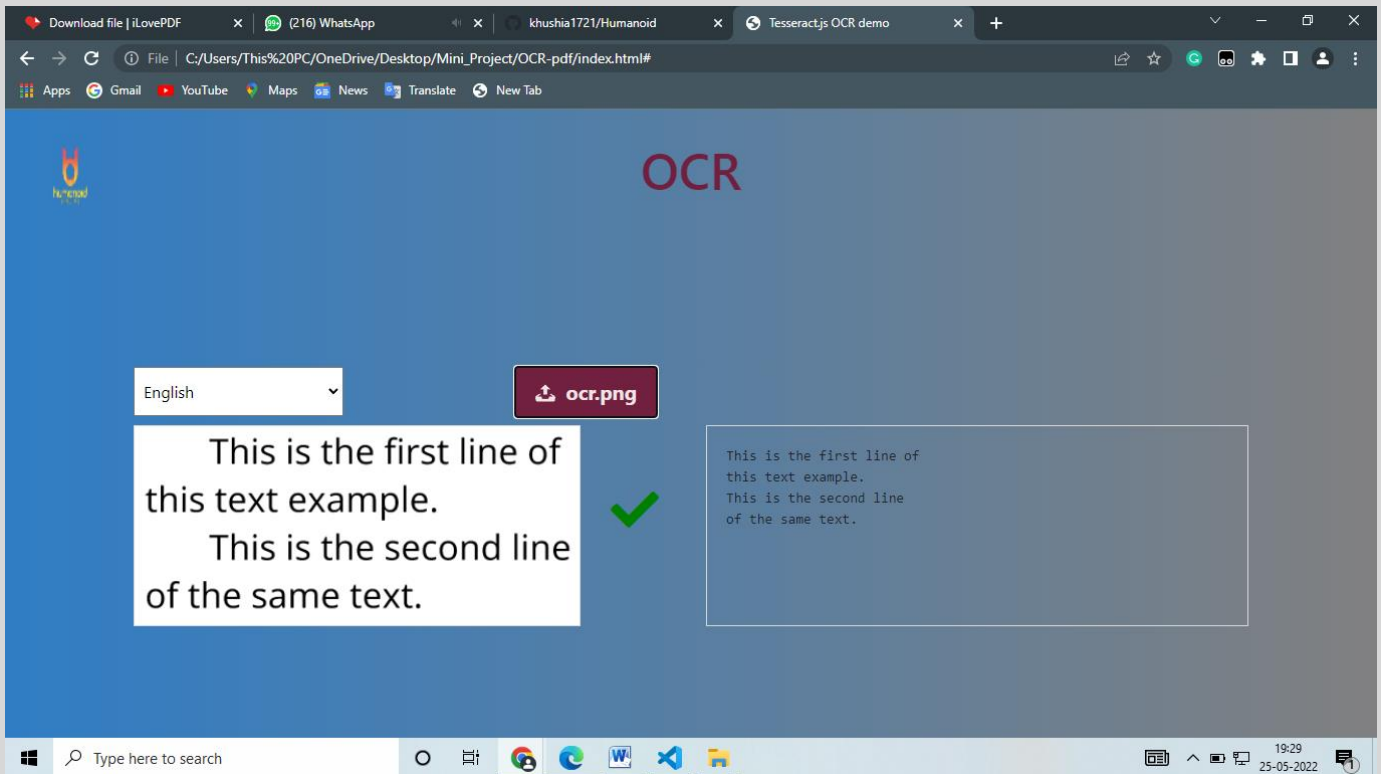 Download file | iLovePDF
99+ (216) WhatsApp
khushia1721/Humanoid
Tesseract.js OCR demo
File | C:/Users/This%20PC/OneDrive/Desktop/Mini_Project/OCR-pdf/index.html#
Apps Gmail YouTube Maps News Translate New Tab
humanoid
OCR
English
ocr.png
This is the first line of
this text example.
This is the second line
of the same text.
This is the first line of
this text example.
This is the second line
of the same text.
Type here to search
19:29
25-05-2022
1